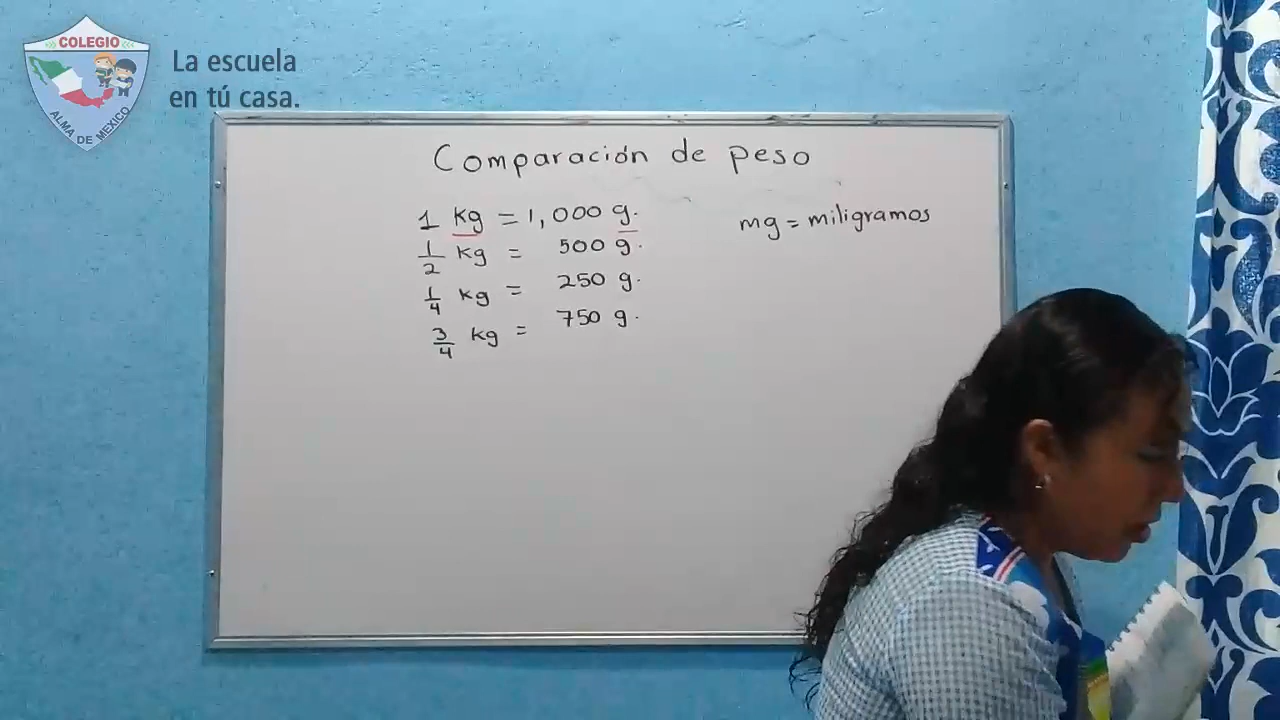 COLEGIO
ALMA DE MEXICO
La escuela
en tú casa.
Comparación de peso
1 kg = 1,000 g.
mg = miligramos
1/2 kg = 500 g.
1/4 kg = 250 g.
3/4 kg = 750 g.